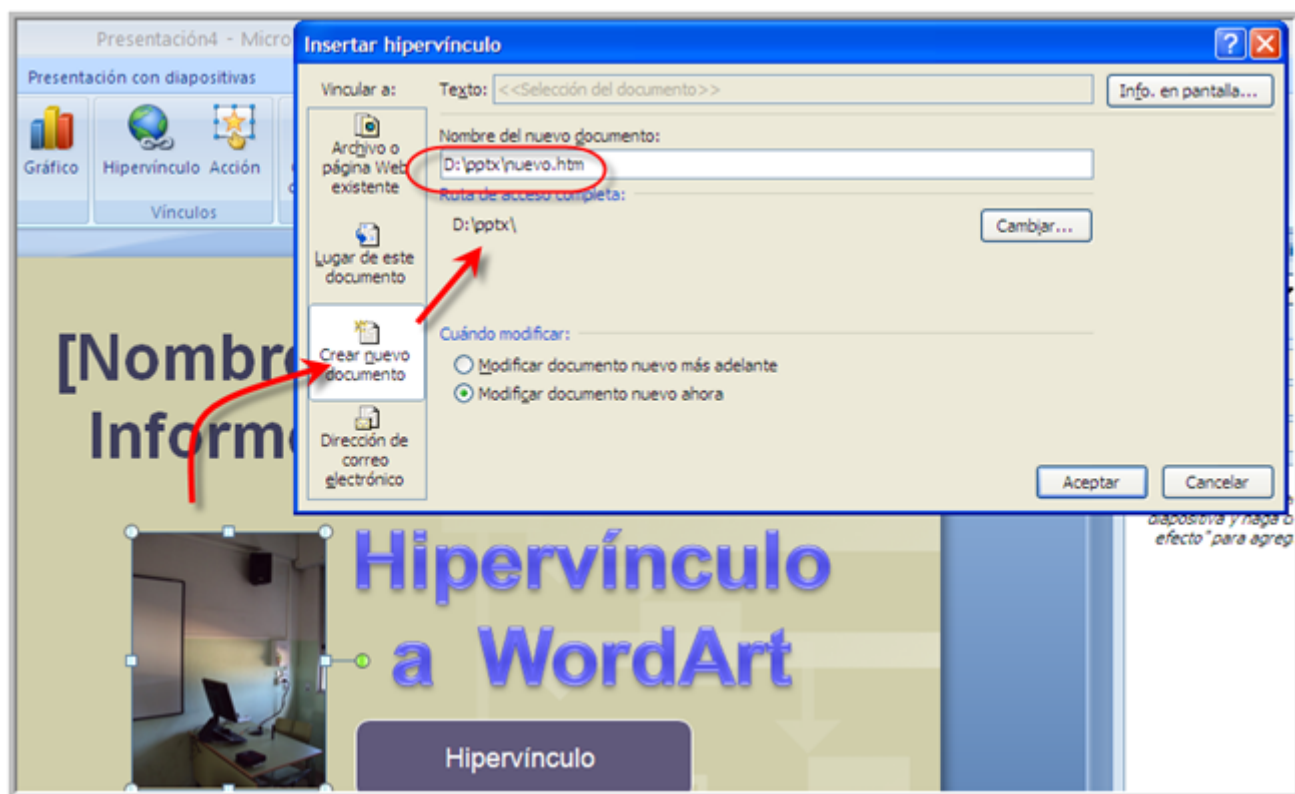 Presentación4 - Micro
Presentación con diapositivas
Gráfico
Hipervínculo
Acción
Vínculos
Insertar hipervínculo
Vincular a:
Texto: <<Selección del documento>>
Info. en pantalla...
Archivo o
página Web
existente
Lugar de este
documento
Crear nuevo
documento
Dirección de
correo
electrónico
Nombre del nuevo documento:
D:\pptx\nuevo.htm
Ruta de acceso completa:
D:\pptx\
Cambiar...
Cuándo modificar:
Modificar documento nuevo más adelante
Modificar documento nuevo ahora
Aceptar
Cancelar
[Nombre
Informe
diapositiva y haga c
efecto" para agreg
Hipervínculo
a WordArt
Hipervínculo